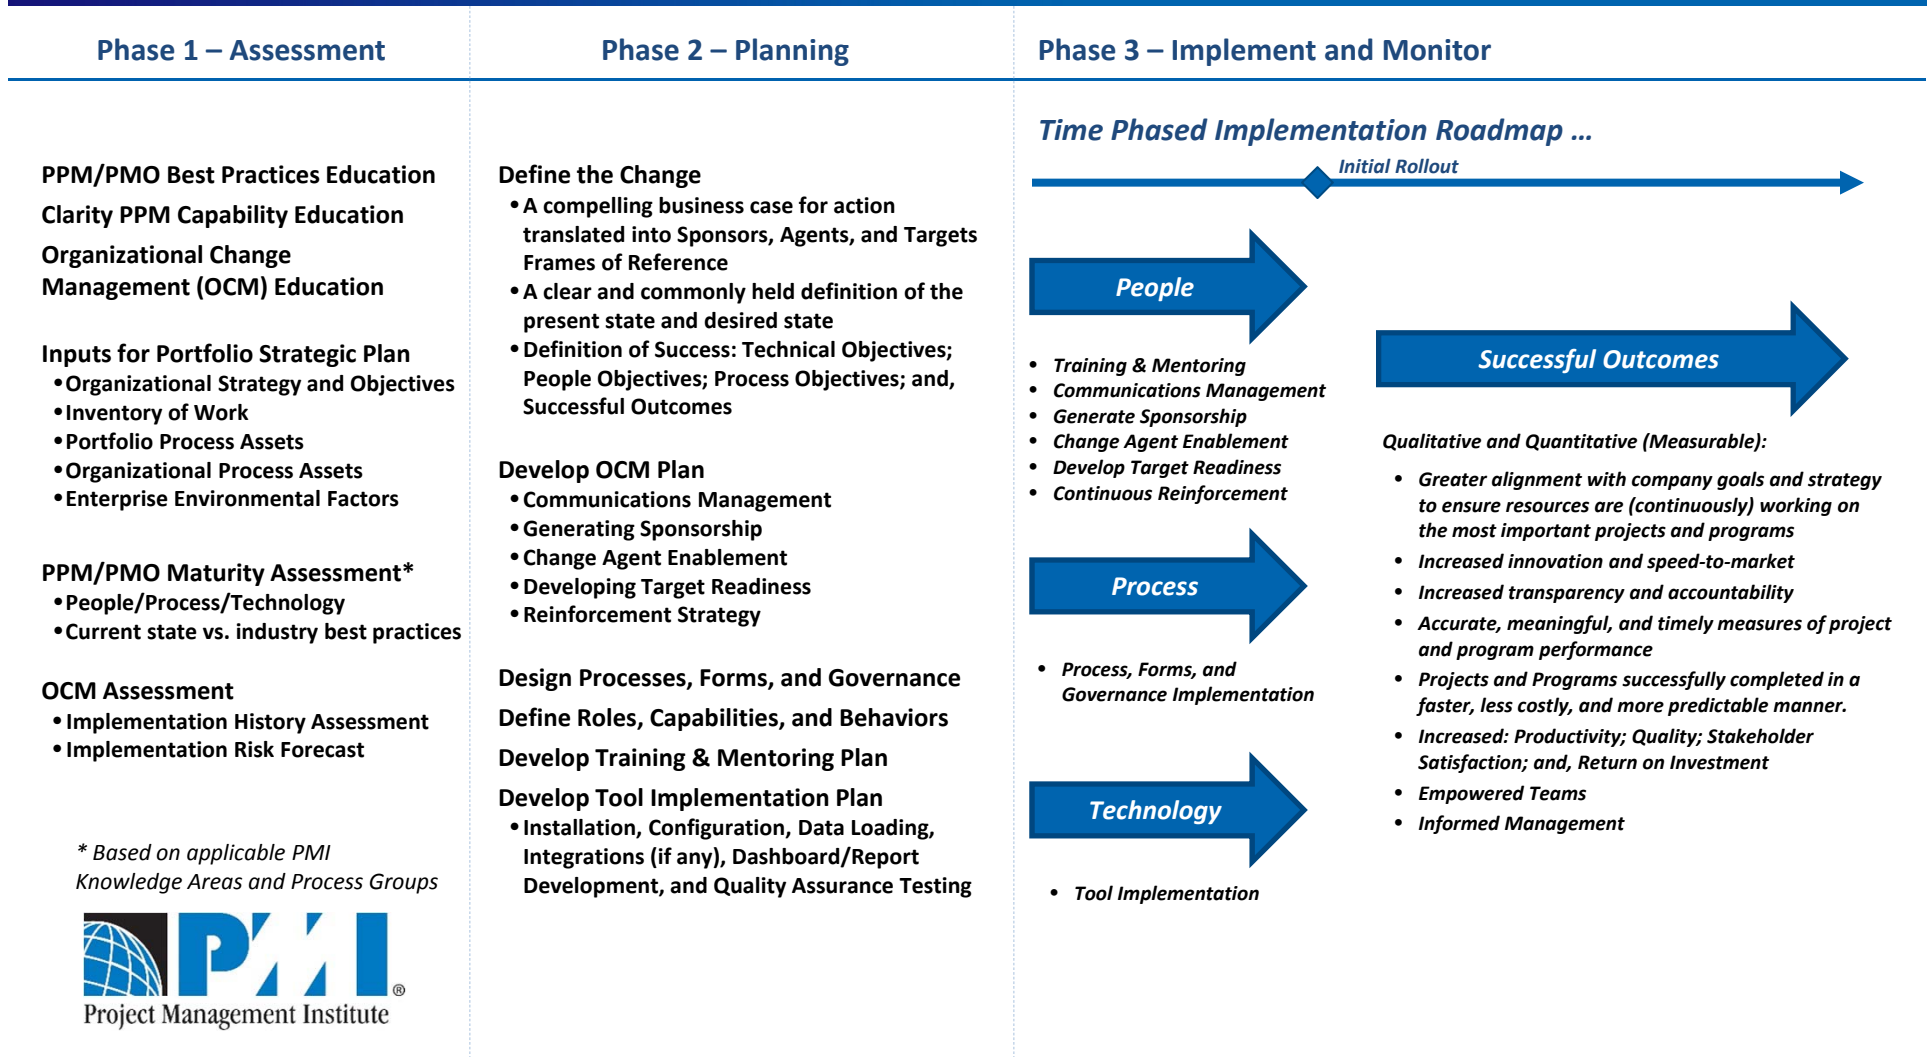 Phase 1 – Assessment
Phase 2 – Planning
Phase 3 – Implement and Monitor
PPM/PMO Best Practices Education
Clarity PPM Capability Education
Organizational Change
Management (OCM) Education
Inputs for Portfolio Strategic Plan
•Organizational Strategy and Objectives
•Inventory of Work
•Portfolio Process Assets
•Organizational Process Assets
•Enterprise Environmental Factors
PPM/PMO Maturity Assessment*
•People/Process/Technology
•Current state vs. industry best practices
OCM Assessment
•Implementation History Assessment
•Implementation Risk Forecast
* Based on applicable PMI
Knowledge Areas and Process Groups
PMI®
Project Management Institute
Define the Change
•A compelling business case for action
translated into Sponsors, Agents, and Targets
Frames of Reference
•A clear and commonly held definition of the
present state and desired state
•Definition of Success: Technical Objectives;
People Objectives; Process Objectives; and,
Successful Outcomes
Develop OCM Plan
•Communications Management
•Generating Sponsorship
•Change Agent Enablement
•Developing Target Readiness
•Reinforcement Strategy
Design Processes, Forms, and Governance
Define Roles, Capabilities, and Behaviors
Develop Training & Mentoring Plan
Develop Tool Implementation Plan
•Installation, Configuration, Data Loading,
Integrations (if any), Dashboard/Report
Development, and Quality Assurance Testing
Time Phased Implementation Roadmap …
Initial Rollout
People
• Training & Mentoring
• Communications Management
• Generate Sponsorship
• Change Agent Enablement
• Develop Target Readiness
• Continuous Reinforcement
Process
• Process, Forms, and
Governance Implementation
Technology
• Tool Implementation
Successful Outcomes
Qualitative and Quantitative (Measurable):
• Greater alignment with company goals and strategy
to ensure resources are (continuously) working on
the most important projects and programs
• Increased innovation and speed-to-market
• Increased transparency and accountability
• Accurate, meaningful, and timely measures of project
and program performance
• Projects and Programs successfully completed in a
faster, less costly, and more predictable manner.
• Increased: Productivity; Quality; Stakeholder
Satisfaction; and, Return on Investment
• Empowered Teams
• Informed Management